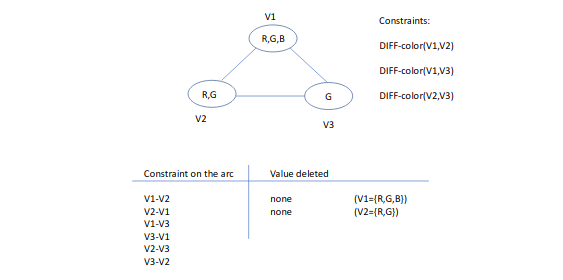 V1
Constraints:
R,G,B
DIFF-color(V1,V2)
DIFF-color(V1,V3)
R,G
G
DIFF-color(V2,V3)
V2
V3
Constraint on the arc Value deleted
V1-V2 none (V1={R,G,B})
V2-V1 none (V2={R,G})
V1-V3
V3-V1
V2-V3
V3-V2